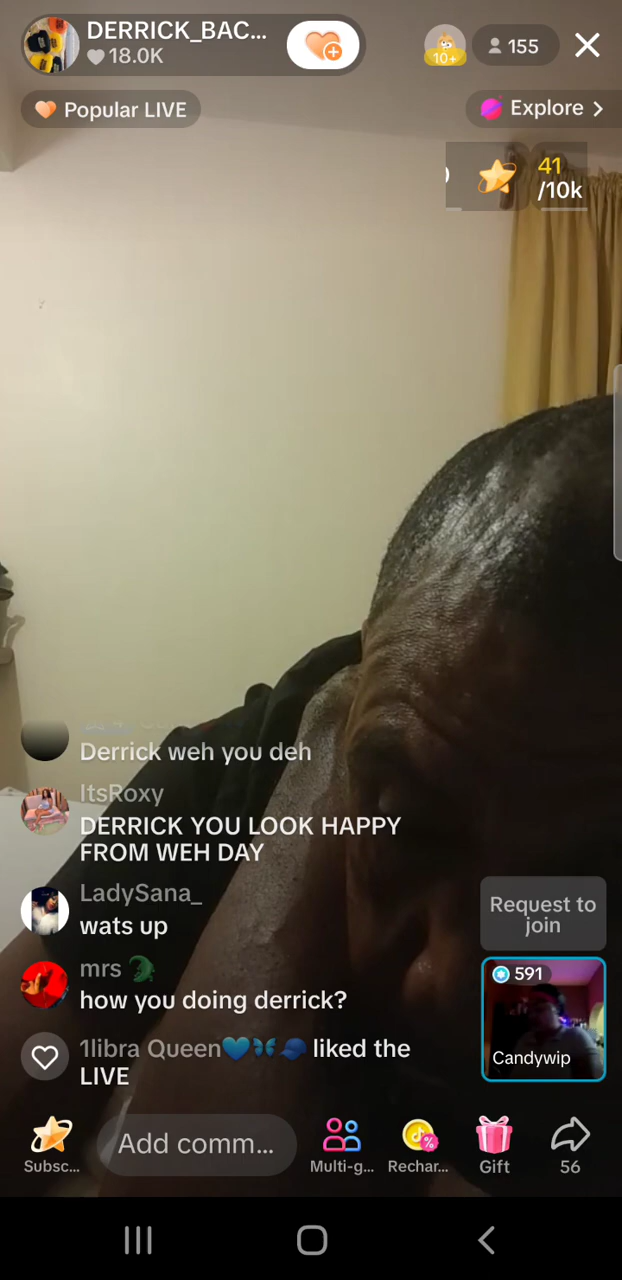 DERRICK_BAC...
18.0K
10+
155
Popular LIVE
Explore
41
/10k
Derrick weh you deh
ItsRoxy
DERRICK YOU LOOK HAPPY
FROM WEH DAY
LadySana_
wats up
mrs 🐊
how you doing derrick?
1libra Queen💙🦋🧢 liked the
LIVE
Request to
join
591
Candywip
Subsc...
Add comm...
Multi-g...
Rechar...
Gift
56